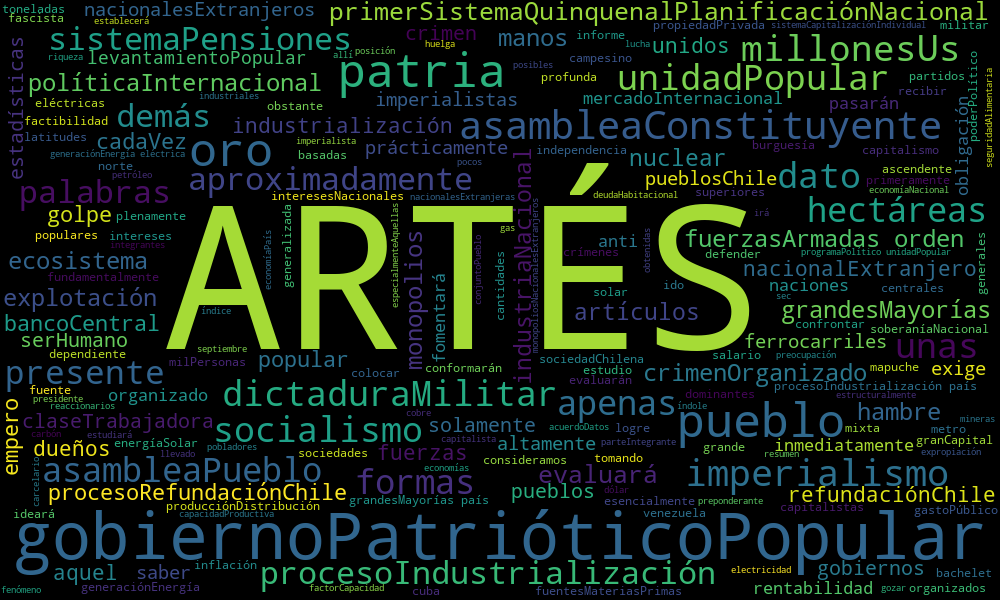 toneladas
establecerá
nacionalesExtranjeros
primerSistemaQuinquenalPlanificaciónNacional
fascista
crimen
propiedadPrivada
sistemaCapitalizaciónIndividual
militar
sistemaPensiones
manos
informe
posición
huelga
lucha
unidos
millonesUs
levantamientoPopular
riqueza
allí
posibles
campesino
partidos
patria
políticaInternacional
profunda
unidadPopular
recibir
estadísticas
eléctricas
industriales
imperialistas
mercadoInternacional
pasarán
poderPolítico
factibilidad
demás
obstante
industrialización
asambleaConstituyente
latitudes
cadaVez
oro
imperialista
prácticamente
independencia
burguesía
capitalismo
seguridadAlimentaria
generaciónEnergía eléctrica
norte
basadas
pocos
nuclear
obligación
petróleo
aproximadamente
pueblosChile
dato
ascendente
primeramente
palabras
interesesNacionales
nacionalesExtranjeras
deudaHabitacional
superiores
economíaNacional
golpe
plenamente
ARTÉS
irá
hectáreas
populares
intereses
generalizada
especialmenteAquellas
gas
industriaNacional
monopoliosNacionalesExtranjeros
crímenes
anti
obtenidas
fuerzasArmadas orden
integrantes
economíaPaís
monopolios
conjuntoPueblo
defender
programaPolítico unidadPopular
ecosistema
nacionalExtranjero
generales
fundamentalmente
fomentará
cantidades
solar
ido
naciones
centrales
explotación
índice
artículos
sec
grandesMayorías
bancoCentral
confrontar
soberaníaNacional
serHumano
septiembre
ferrocarriles
unas
dependiente
milPersonas
popular
conformarán
sociedadChilena
salario
preocupación
mapuche
presente
colocar
estudio
evaluarán
crimenOrganizado
exige
fuente
organizado
dictaduraMilitar
índole
dominantes
procesoIndustrialización país
estructuralmente
presidente
reaccionarios
apenas
pueblo
hambre
empero
claseTrabajadora
cobre
acuerdoDatos
mixta
mineras
socialismo
solamente
logre
metro
carbón
estudiará
energíaSolar
pobladores
capitalista
altamente
parteIntegrante
grande
inmediatamente
granCapital
dueños
llevado
sociedades
fuerzas
consideramos
tomando
resumen
expropiación
carcelario
asambleaPueblo
economías
formas
evaluará
imperialismo
procesoRefundaciónChile
grandesMayorías país
pueblos
dólar
esencialmente
preponderante
refundaciónChile
producciónDistribución
capitalistas
gastoPúblico
ideará
capacidadProductiva
venezuela
gobiernoPatrióticoPopular
aquel
saber
inflación
procesoIndustrialización
electricidad
gobiernos
bachelet
fenómeno
generaciónEnergía
factorCapacidad
cuba
fuentesMateriasPrimas
rentabilidad
gozar
organizados